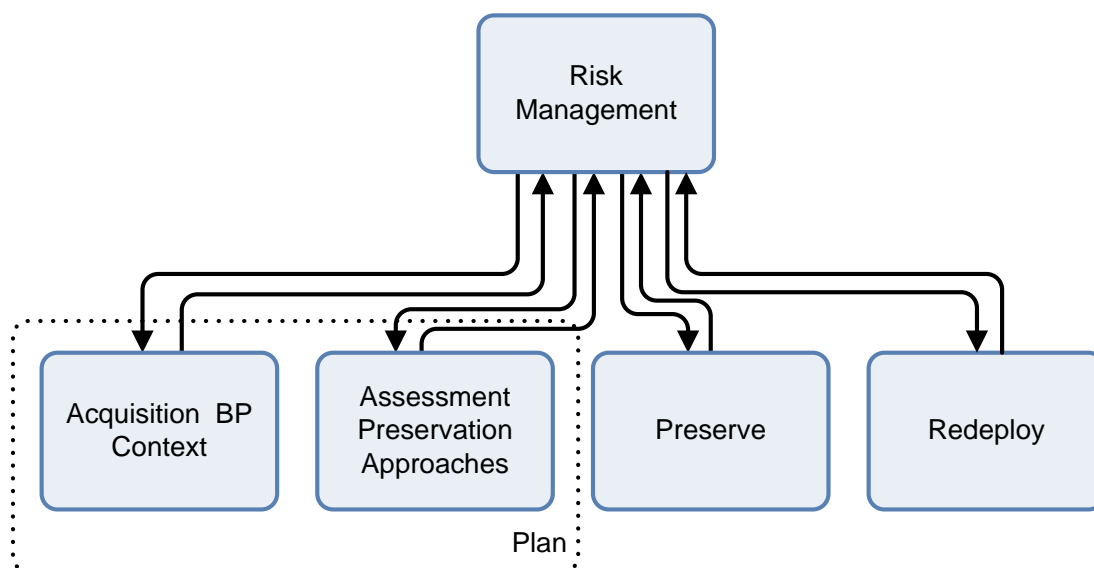 Risk
Management
Acquisition BP
Context
Assessment
Preservation
Approaches
Preserve
Redeploy
Plan